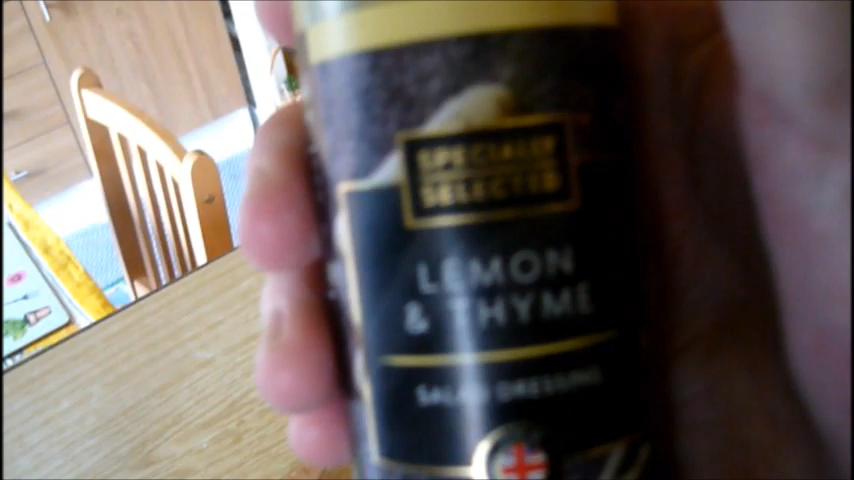 SPECIALLY
SELECTED
LEMON
& THYME
SALAD DRESSING